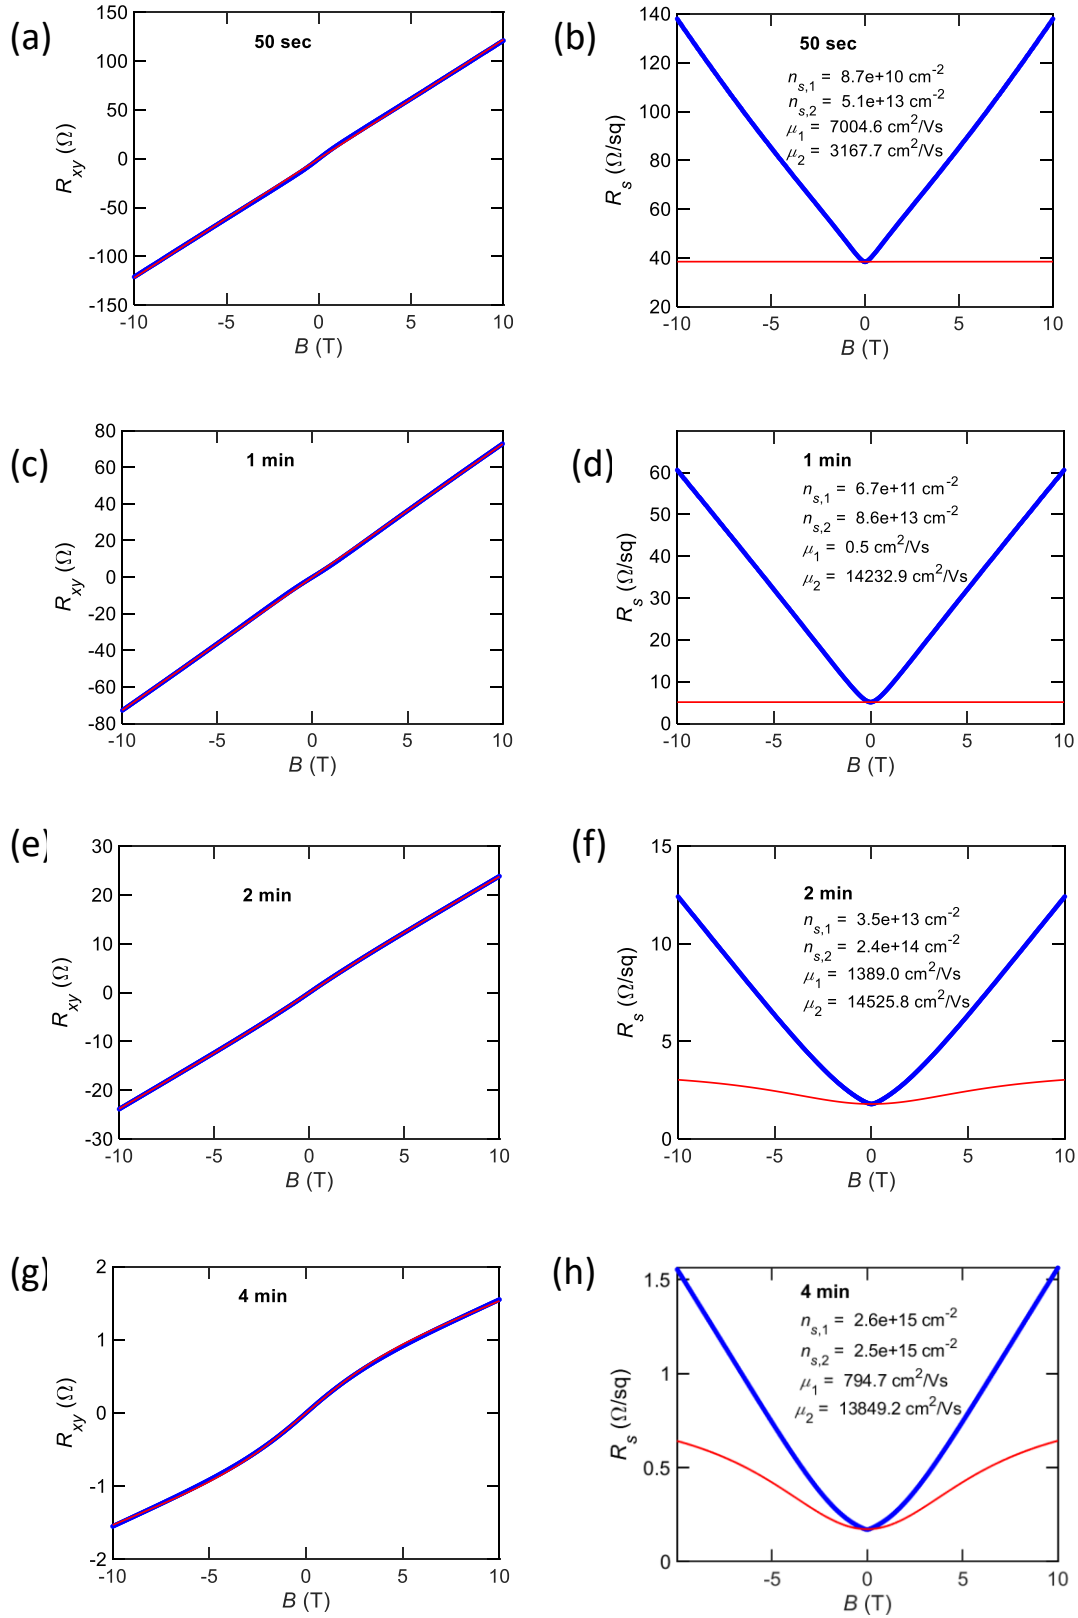 (a)
50 sec
150
100
50
0
-50
-100
-150
-10
-5
0
5
10
R_xy (Ω)
B (T)
(b)
50 sec
n_s,1 = 8.7e+10 cm^-2
n_s,2 = 5.1e+13 cm^-2
μ_1 = 7004.6 cm^2/Vs
μ_2 = 3167.7 cm^2/Vs
140
120
100
80
60
40
20
-10
-5
0
5
10
R_s (Ω/sq)
B (T)
(c)
1 min
80
60
40
20
0
-20
-40
-60
-80
-10
-5
0
5
10
R_xy (Ω)
B (T)
(d)
1 min
n_s,1 = 6.7e+11 cm^-2
n_s,2 = 8.6e+13 cm^-2
μ_1 = 0.5 cm^2/Vs
μ_2 = 14232.9 cm^2/Vs
60
50
40
30
20
10
0
-10
-5
0
5
10
R_s (Ω/sq)
B (T)
(e)
2 min
30
20
10
0
-10
-20
-30
-10
-5
0
5
10
R_xy (Ω)
B (T)
(f)
2 min
n_s,1 = 3.5e+13 cm^-2
n_s,2 = 2.4e+14 cm^-2
μ_1 = 1389.0 cm^2/Vs
μ_2 = 14525.8 cm^2/Vs
15
10
5
0
-10
-5
0
5
10
R_s (Ω/sq)
B (T)
(g)
4 min
2
1
0
-1
-2
-10
-5
0
5
10
R_xy (Ω)
B (T)
(h)
4 min
n_s,1 = 2.6e+15 cm^-2
n_s,2 = 2.5e+15 cm^-2
μ_1 = 794.7 cm^2/Vs
μ_2 = 13849.2 cm^2/Vs
1.5
1
0.5
0
-5
0
5
10
R_s (Ω/sq)
B (T)